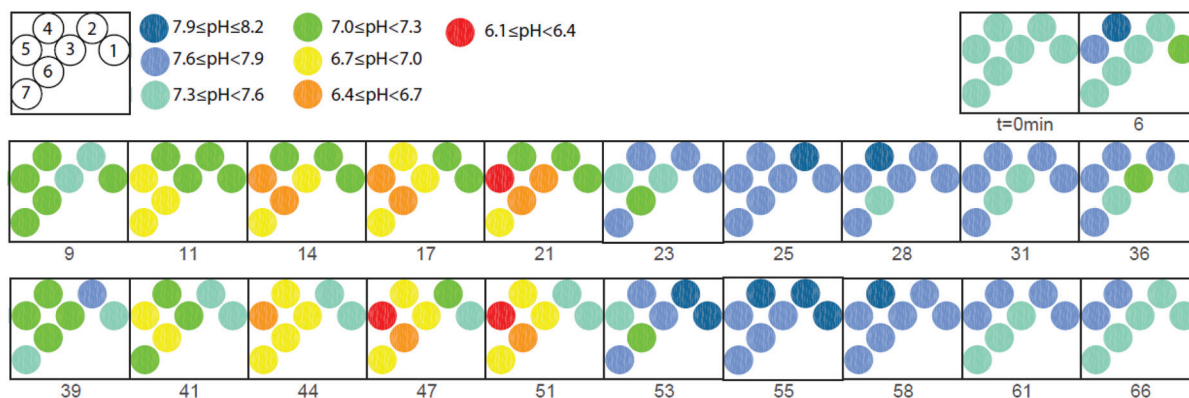 4 2
5 3 1
6
7
7.9≤pH≤8.2 7.0≤pH<7.3 6.1≤pH<6.4
7.6≤pH<7.9 6.7≤pH<7.0
7.3≤pH<7.6 6.4≤pH<6.7
t=0min 6
9 11 14 17 21 23 25 28 31 36
39 41 44 47 51 53 55 58 61 66